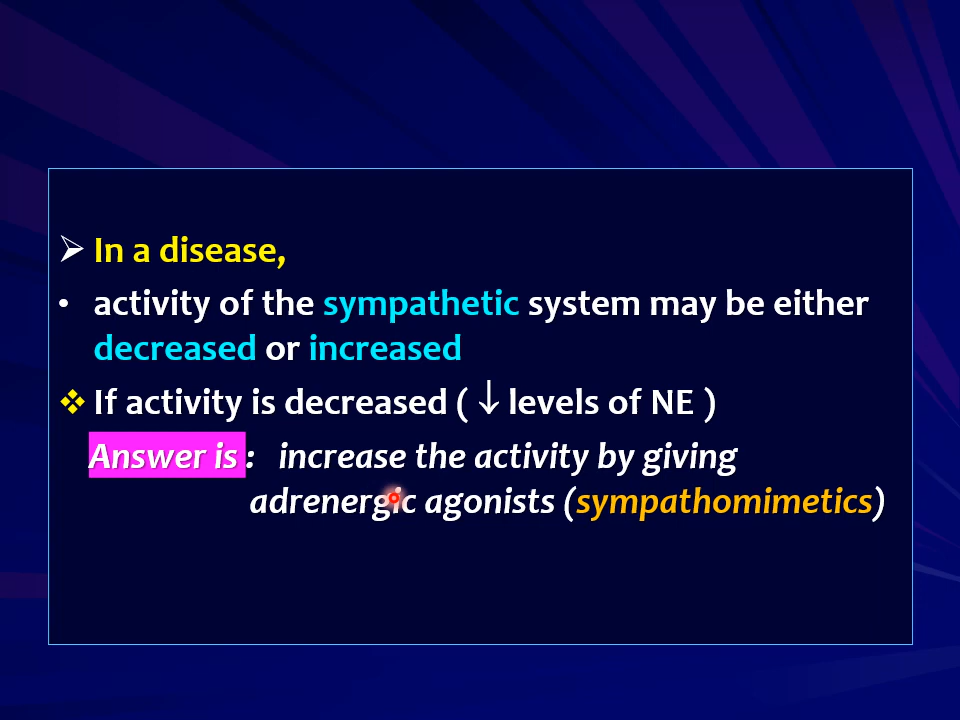 ➢ In a disease,
• activity of the sympathetic system may be either
decreased or increased
❖ If activity is decreased ( ↓ levels of NE )
Answer is : increase the activity by giving
adrenergic agonists (sympathomimetics)